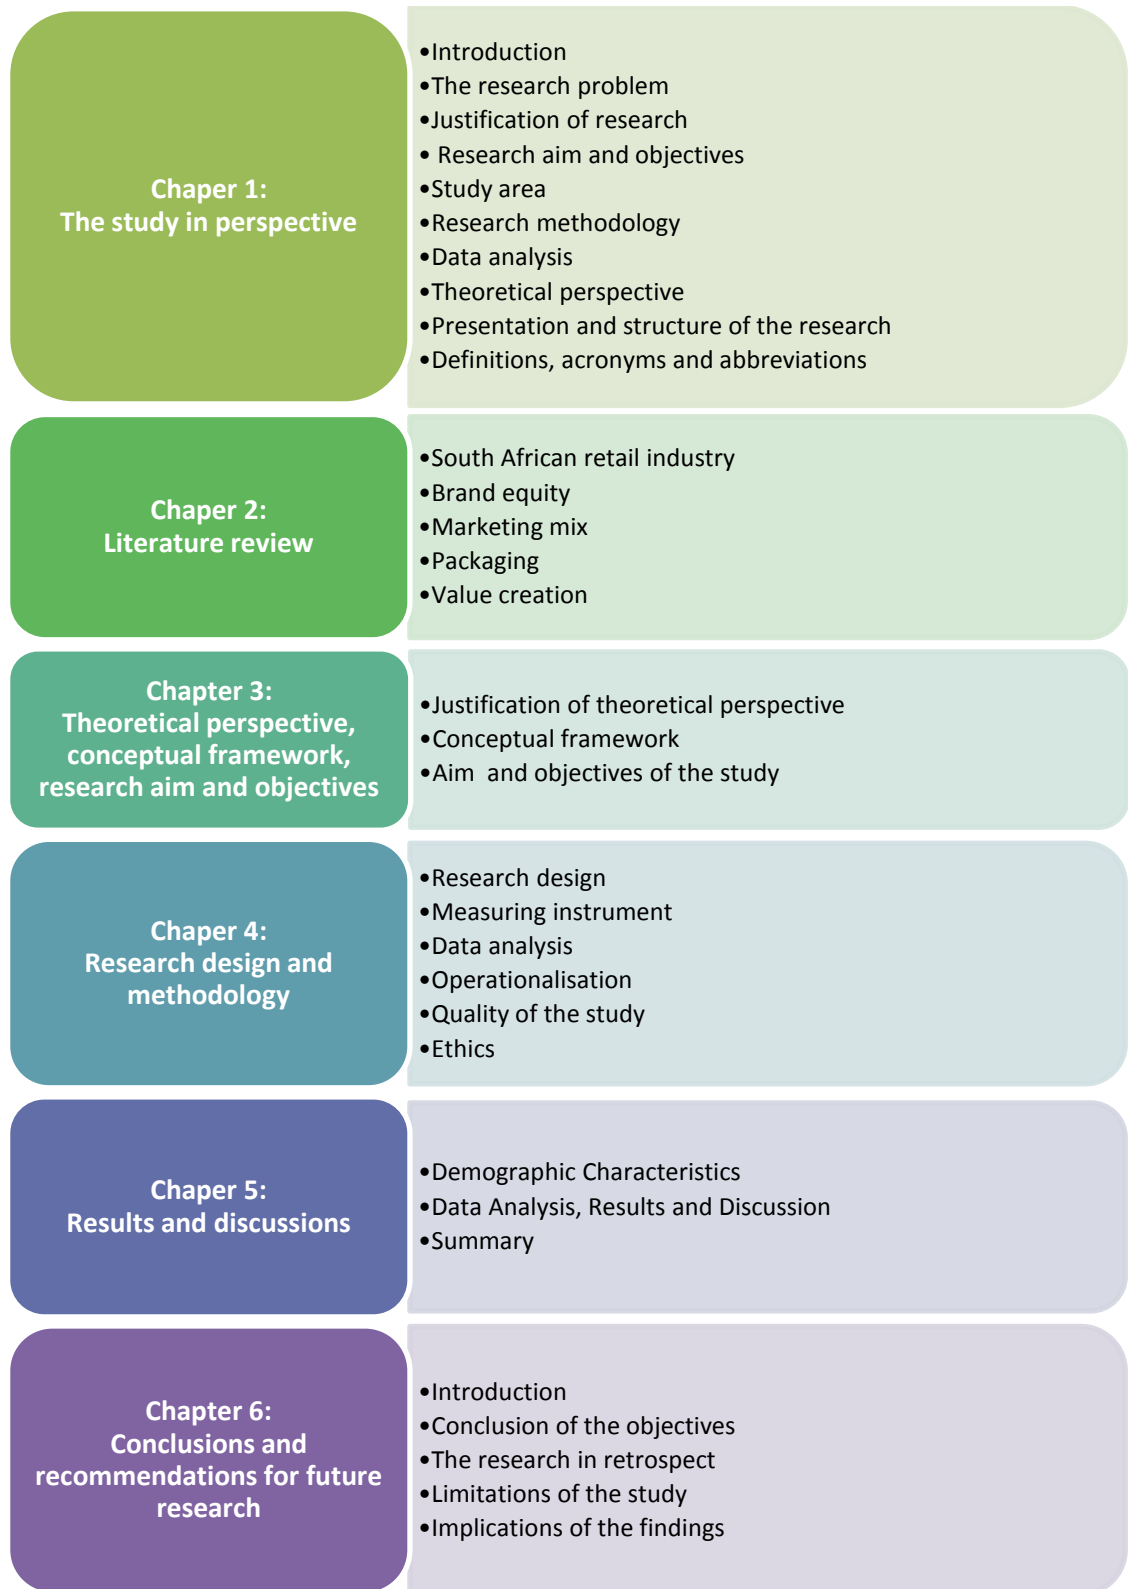 Chaper 1:
The study in perspective
•Introduction
•The research problem
•Justification of research
• Research aim and objectives
•Study area
•Research methodology
•Data analysis
•Theoretical perspective
•Presentation and structure of the research
•Definitions, acronyms and abbreviations
Chaper 2:
Literature review
•South African retail industry
•Brand equity
•Marketing mix
•Packaging
•Value creation
Chapter 3:
Theoretical perspective,
conceptual framework,
research aim and objectives
•Justification of theoretical perspective
•Conceptual framework
•Aim  and objectives of the study
Chaper 4:
Research design and
methodology
•Research design
•Measuring instrument
•Data analysis
•Operationalisation
•Quality of the study
•Ethics
Chaper 5:
Results and discussions
•Demographic Characteristics
•Data Analysis, Results and Discussion
•Summary
Chapter 6:
Conclusions and
recommendations for future
research
•Introduction
•Conclusion of the objectives
•The research in retrospect
•Limitations of the study
•Implications of the findings